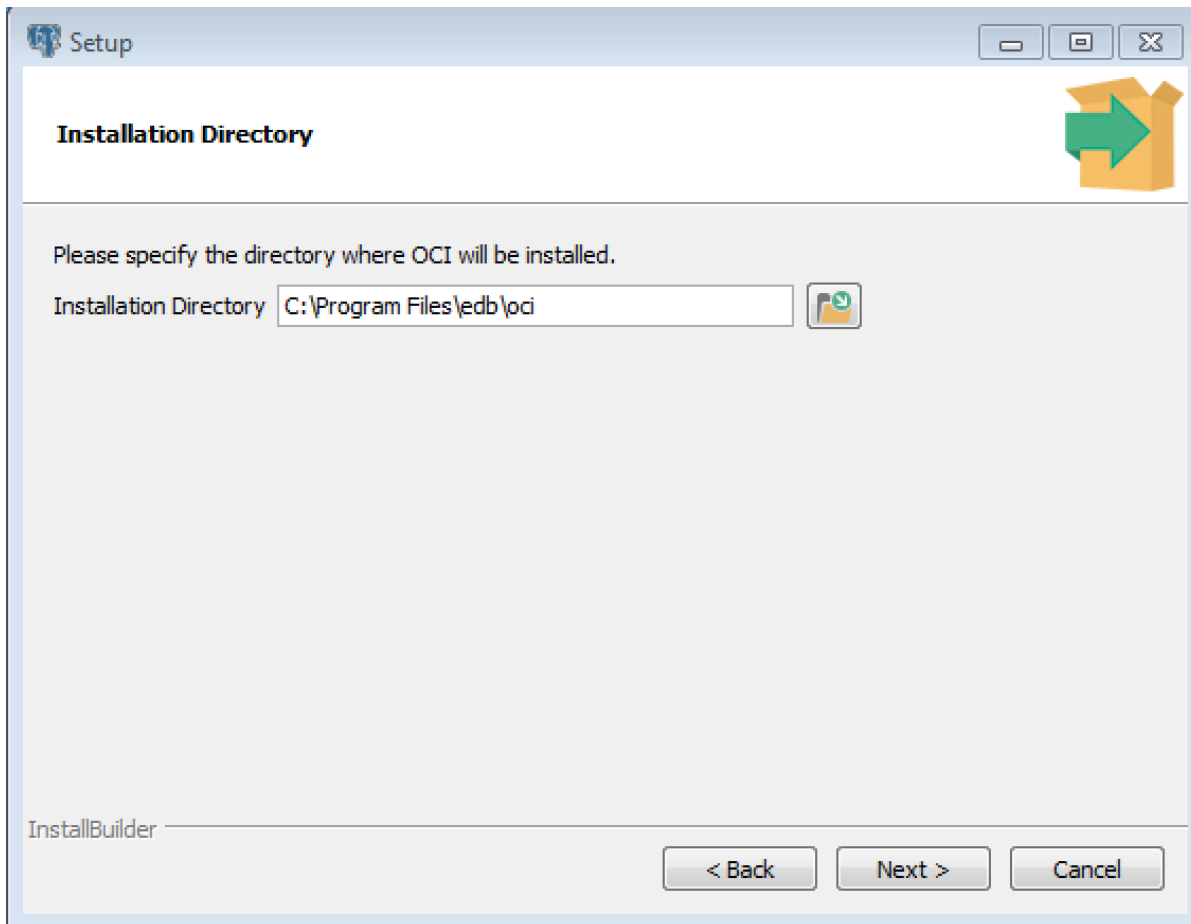 Setup
Installation Directory
Please specify the directory where OCI will be installed.
Installation Directory C:\Program Files\edb\oci
InstallBuilder
< Back Next > Cancel